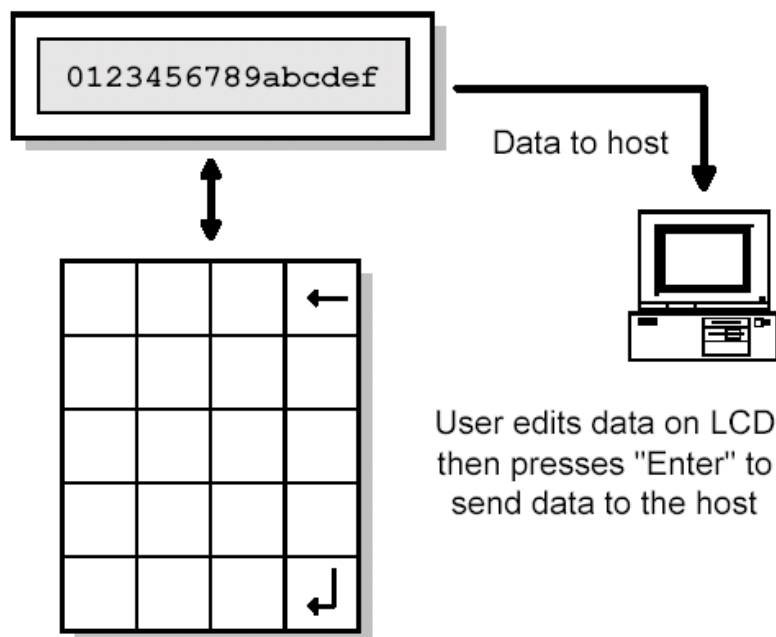 0123456789abcdef
Data to host
User edits data on LCD
then presses "Enter" to
send data to the host